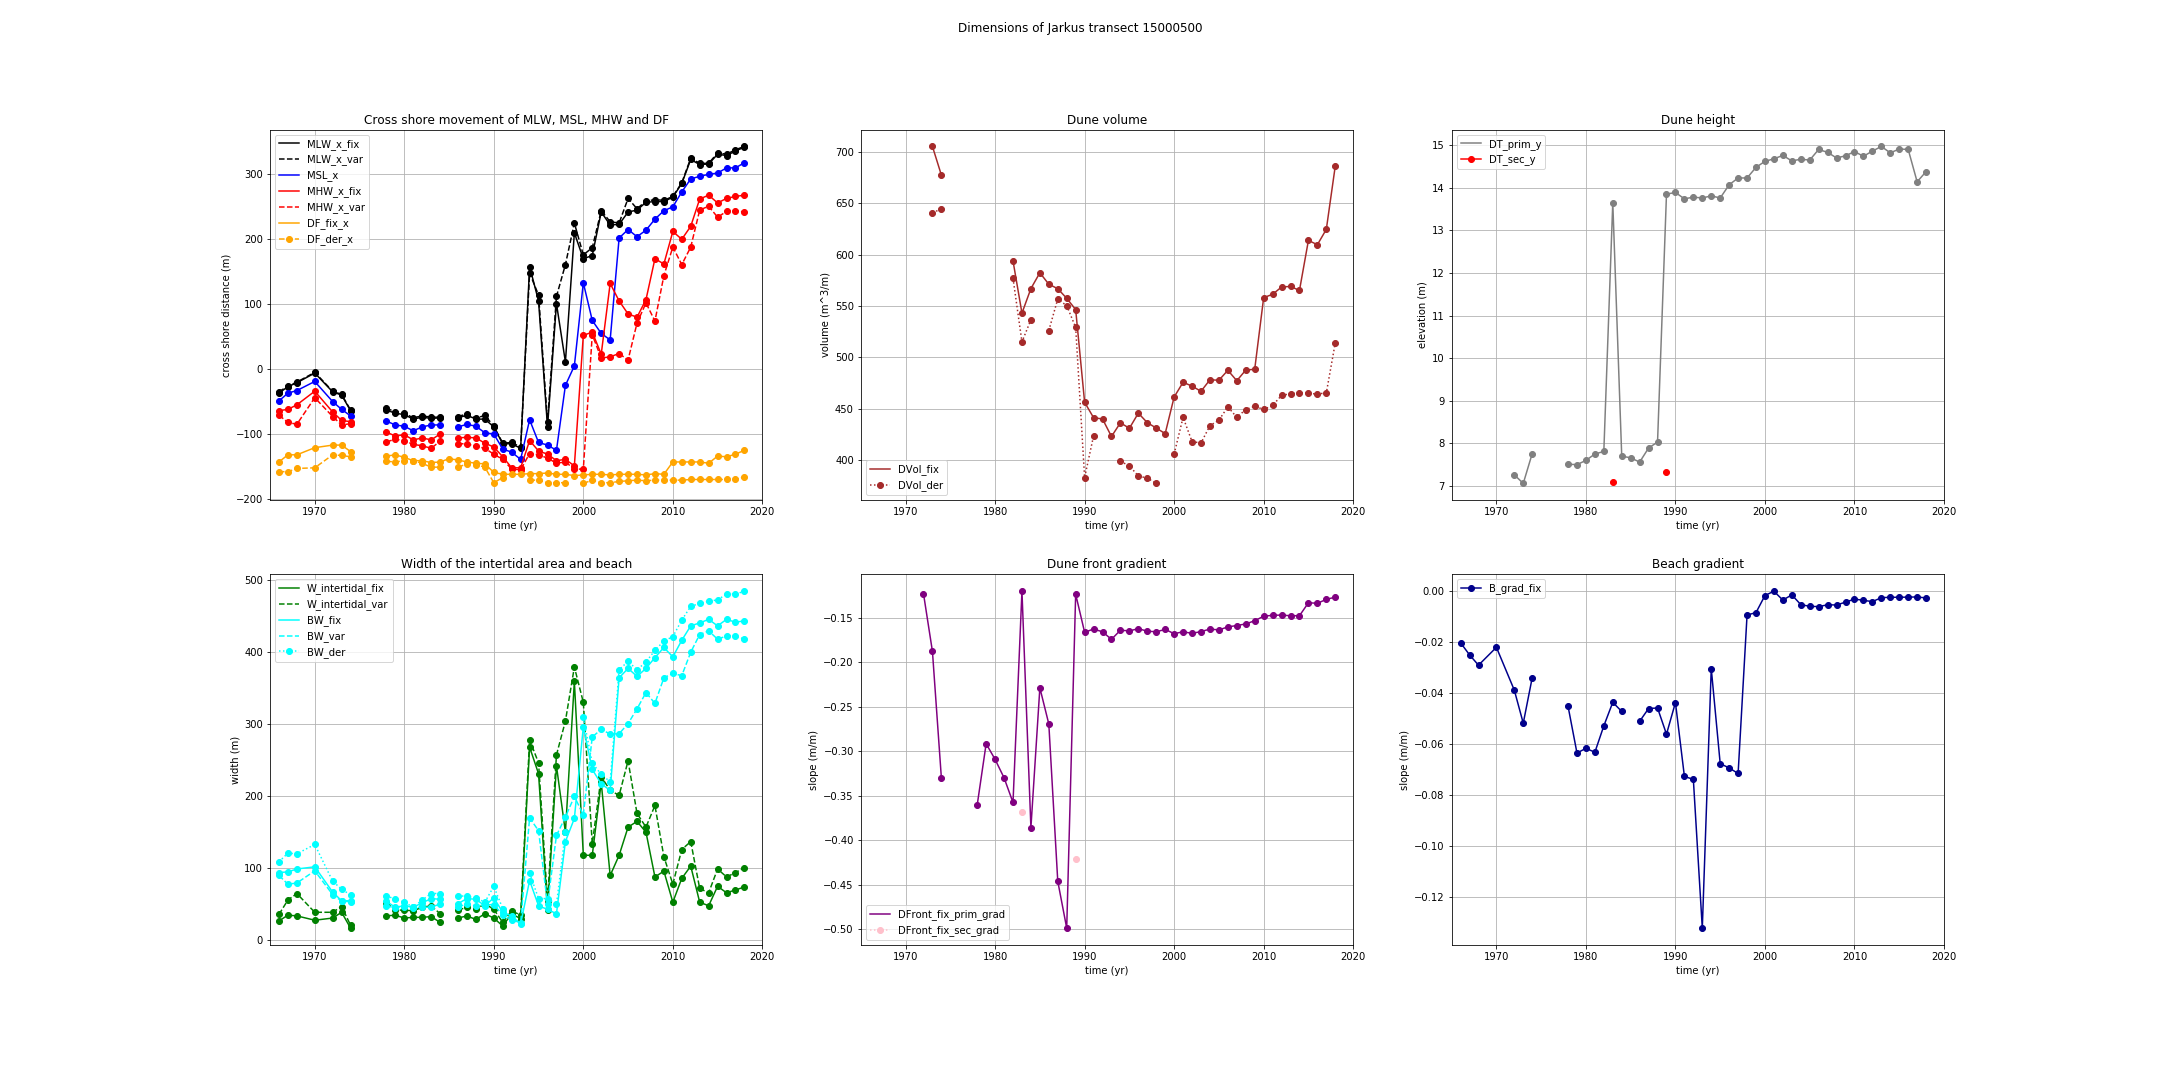 Dimensions of Jarkus transect 15000500
Cross shore movement of MLW, MSL, MHW and DF
MLW_x_fix
MLW_x_var
MSL_x
MHW_x_fix
MHW_x_var
DF_fix_x
DF_der_x
cross shore distance (m)
300
200
100
0
−100
−200
1970
1980
1990
2000
2010
2020
time (yr)
Dune volume
DVol_fix
DVol_der
volume (m^3/m)
700
650
600
550
500
450
400
1970
1980
1990
2000
2010
2020
time (yr)
Dune height
DT_prim_y
DT_sec_y
elevation (m)
15
14
13
12
11
10
9
8
7
1970
1980
1990
2000
2010
2020
time (yr)
Width of the intertidal area and beach
W_intertidal_fix
W_intertidal_var
BW_fix
BW_var
BW_der
width (m)
500
400
300
200
100
0
1970
1980
1990
2000
2010
2020
time (yr)
Dune front gradient
DFront_fix_prim_grad
DFront_fix_sec_grad
slope (m/m)
−0.15
−0.20
−0.25
−0.30
−0.35
−0.40
−0.45
−0.50
1970
1980
1990
2000
2010
2020
time (yr)
Beach gradient
B_grad_fix
slope (m/m)
0.00
−0.02
−0.04
−0.06
−0.08
−0.10
−0.12
1970
1980
1990
2000
2010
2020
time (yr)